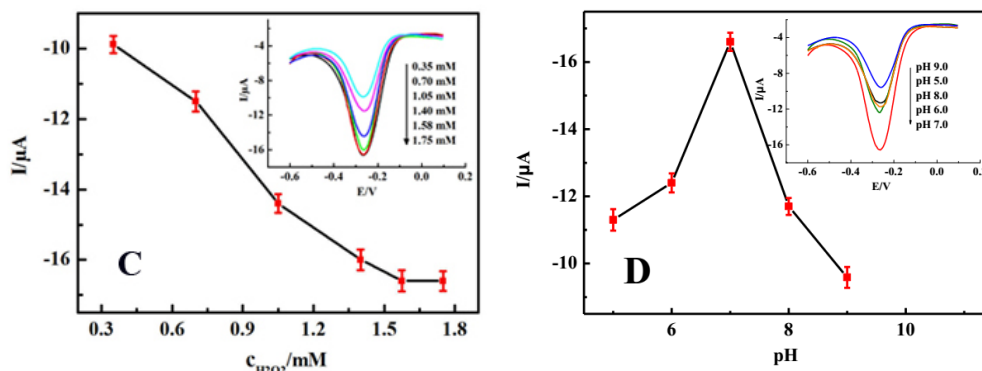 I/μA
-10
-12
-14
-16
0.3
0.6
0.9
1.2
1.5
1.8
c_H2O2/mM
C
I/μA
-4
-8
-12
-16
-0.6
-0.4
-0.2
0.0
0.2
E/V
0.35 mM
0.70 mM
1.05 mM
1.40 mM
1.58 mM
1.75 mM
I/μA
-16
-14
-12
-10
6
8
10
pH
D
I/μA
-4
-8
-12
-16
-0.6
-0.4
-0.2
0.0
0.2
E/V
pH 9.0
pH 5.0
pH 8.0
pH 6.0
pH 7.0